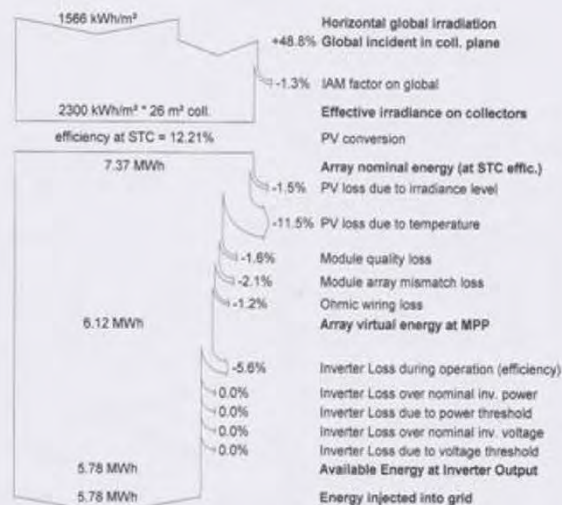 1566 kWh/m²
Horizontal global irradiation
+48.8% Global incident in coll. plane
-1.3% IAM factor on global
2300 kWh/m² * 26 m² coll.
Effective irradiance on collectors
efficiency at STC = 12.21%
PV conversion
7.37 MWh
Array nominal energy (at STC effic.)
-1.5% PV loss due to irradiance level
-11.5% PV loss due to temperature
-1.6% Module quality loss
-2.1% Module array mismatch loss
-1.2% Ohmic wiring loss
6.12 MWh
Array virtual energy at MPP
-5.6% Inverter Loss during operation (efficiency)
0.0% Inverter Loss over nominal inv. power
0.0% Inverter Loss due to power threshold
0.0% Inverter Loss over nominal inv. voltage
0.0% Inverter Loss due to voltage threshold
5.78 MWh
Available Energy at Inverter Output
5.78 MWh
Energy injected into grid